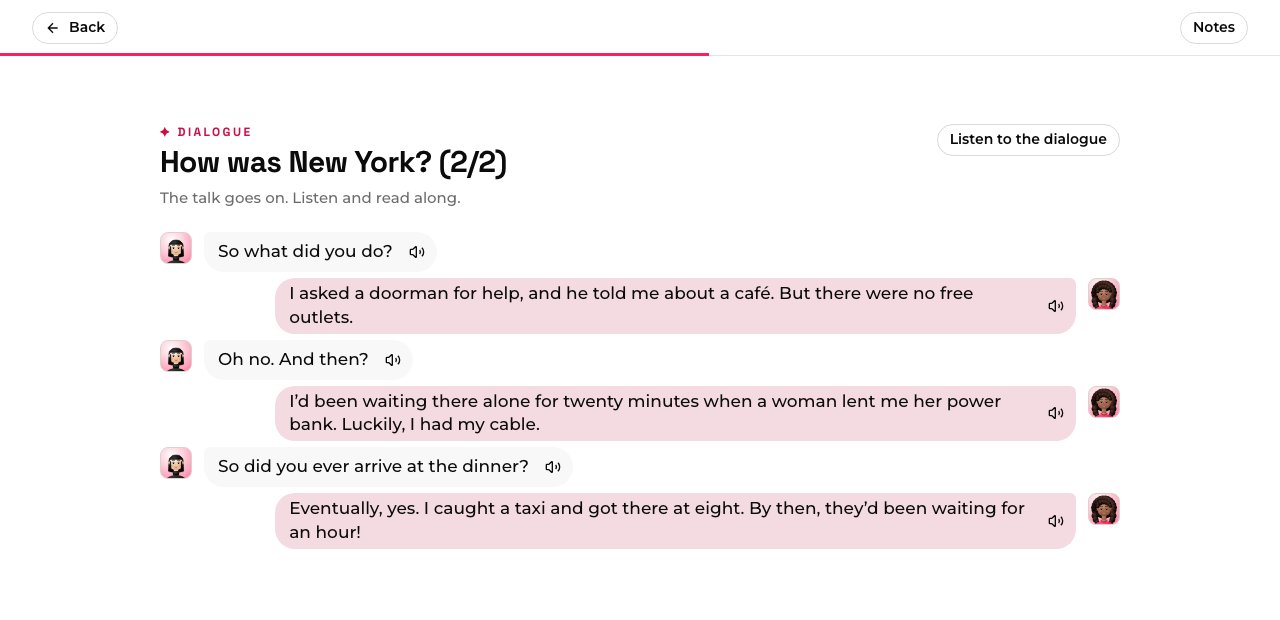 Back
Notes
DIALOGUE
How was New York? (2/2)
Listen to the dialogue
The talk goes on. Listen and read along.
So what did you do?
I asked a doorman for help, and he told me about a café. But there were no free
outlets.
Oh no. And then?
I’d been waiting there alone for twenty minutes when a woman lent me her power
bank. Luckily, I had my cable.
So did you ever arrive at the dinner?
Eventually, yes. I caught a taxi and got there at eight. By then, they’d been waiting for
an hour!